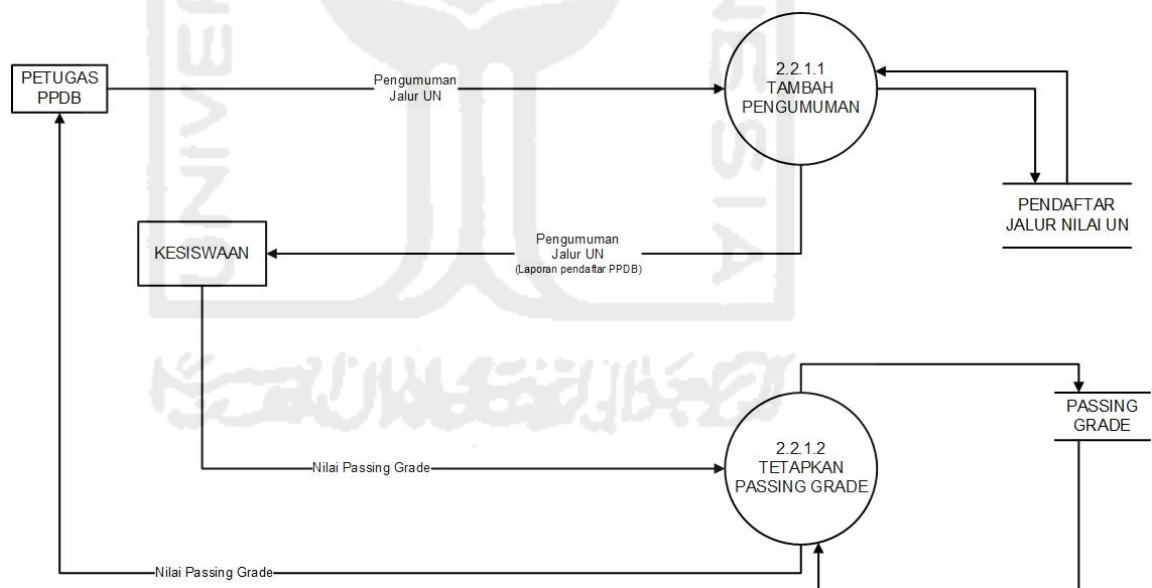 PETUGAS
PPDB
Pengumuman
Jalur UN
2.2.1.1
TAMBAH
PENGUMUMAN
PENDAFTAR
JALUR NILAI UN
KESISWAAN
Pengumuman
Jalur UN
(Laporan pendaftar PPDB)
PASSING
GRADE
2.2.1.2
TETAPKAN
PASSING GRADE
Nilai Passing Grade
Nilai Passing Grade